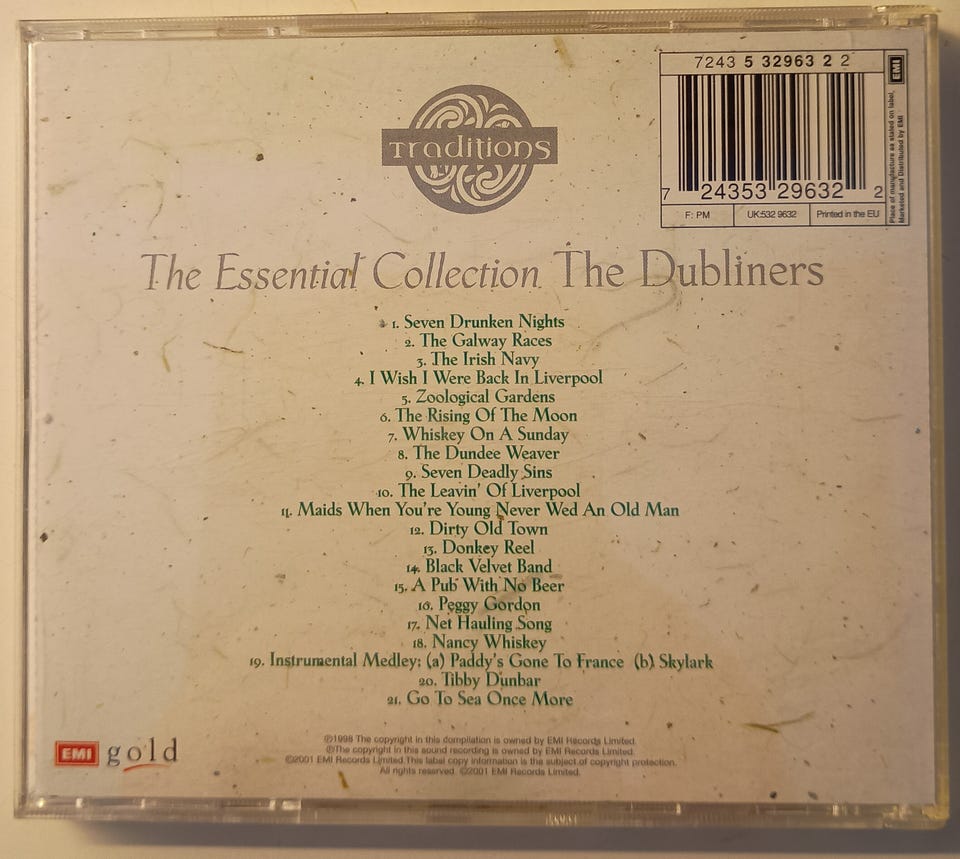 7243 5 32963 2 2
EMI
Place of manufacture as stated on label,
Marketed and Distributed by EMI
7 24353 29632 2
F: PM
UK:532 9632
Printed in the EU
Traditions
The Essential Collection The Dubliners
1. Seven Drunken Nights
2. The Galway Races
3. The Irish Navy
4. I Wish I Were Back In Liverpool
5. Zoological Gardens
6. The Rising Of The Moon
7. Whiskey On A Sunday
8. The Dundee Weaver
9. Seven Deadly Sins
10. The Leavin' Of Liverpool
11. Maids When You're Young Never Wed An Old Man
12. Dirty Old Town
13. Donkey Reel
14. Black Velvet Band
15. A Pub With No Beer
16. Peggy Gordon
17. Net Hauling Song
18. Nancy Whiskey
19. Instrumental Medley: (a) Paddy's Gone To France (b) Skylark
20. Tibby Dunbar
21. Go To Sea Once More
EMI gold
℗1998 The copyright in this compilation is owned by EMI Records Limited.
℗The copyright in this sound recording is owned by EMI Records Limited.
©2001 EMI Records Limited.This label copy information is the subject of copyright protection.
All rights reserved. ©2001 EMI Records Limited.